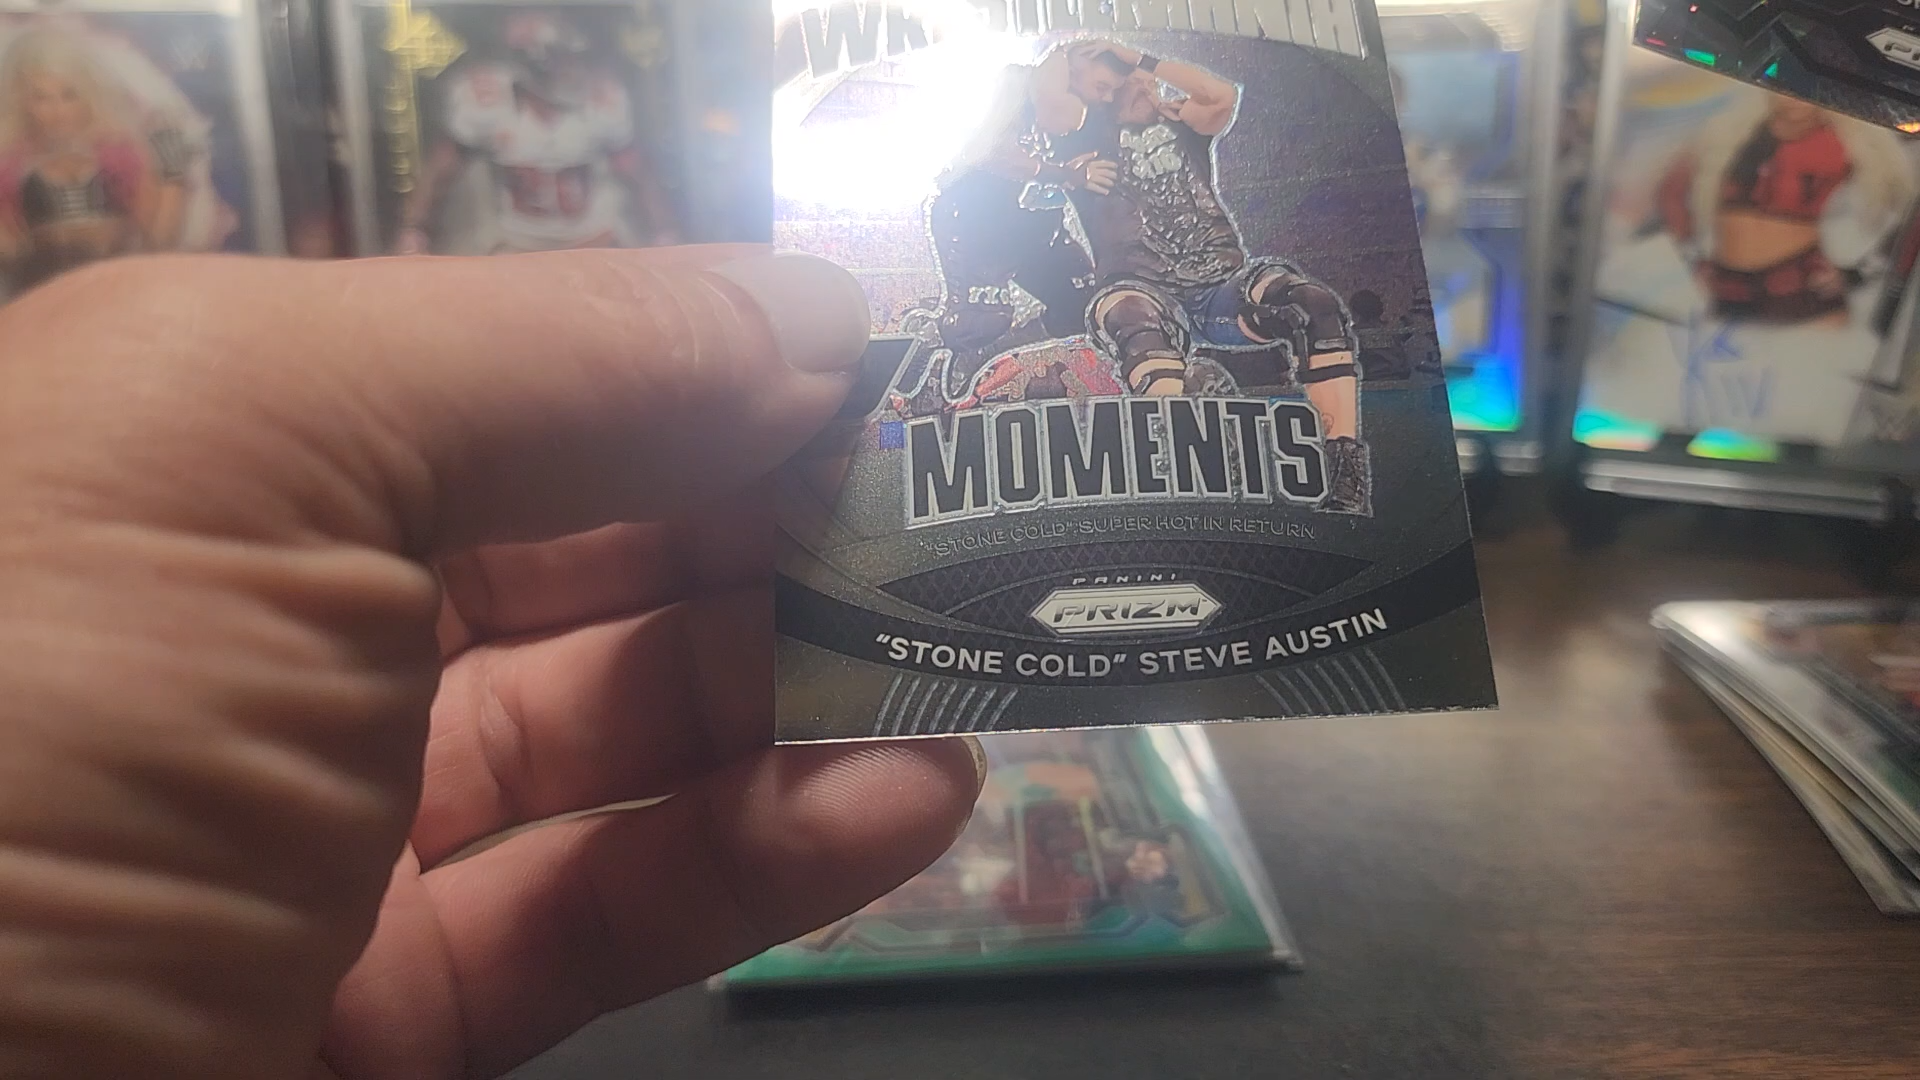 MOMENTS
"STONE COLD" SUPER HOT IN RETURN
PANINI
PRIZM
"STONE COLD" STEVE AUSTIN